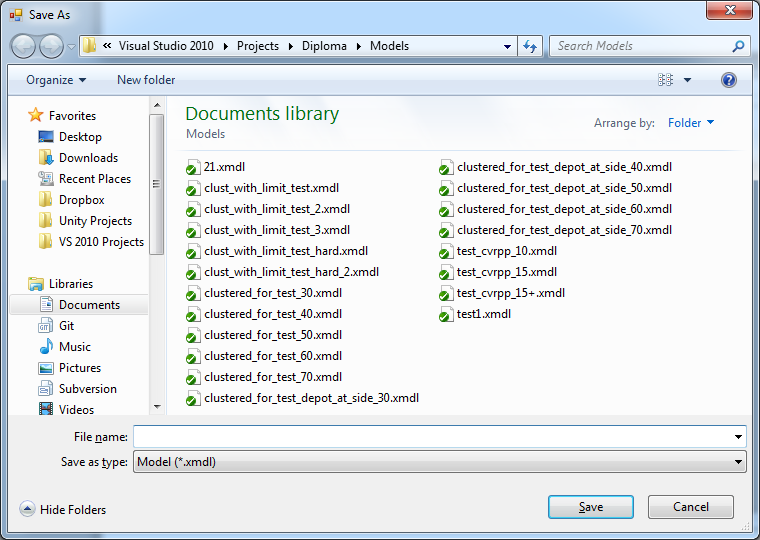 Save As
« Visual Studio 2010 Projects Diploma Models
Search Models
Organize New folder
Favorites
Desktop
Downloads
Recent Places
Dropbox
Unity Projects
VS 2010 Projects
Libraries
Documents
Git
Music
Pictures
Subversion
Videos
Documents library
Models
Arrange by: Folder
21.xmdl
clust_with_limit_test.xmdl
clust_with_limit_test_2.xmdl
clust_with_limit_test_3.xmdl
clust_with_limit_test_hard.xmdl
clust_with_limit_test_hard_2.xmdl
clustered_for_test_30.xmdl
clustered_for_test_40.xmdl
clustered_for_test_50.xmdl
clustered_for_test_60.xmdl
clustered_for_test_70.xmdl
clustered_for_test_depot_at_side_30.xmdl
clustered_for_test_depot_at_side_40.xmdl
clustered_for_test_depot_at_side_50.xmdl
clustered_for_test_depot_at_side_60.xmdl
clustered_for_test_depot_at_side_70.xmdl
test_cvrpp_10.xmdl
test_cvrpp_15.xmdl
test_cvrpp_15+.xmdl
test1.xmdl
File name:
Save as type: Model (*.xmdl)
Hide Folders
Save Cancel